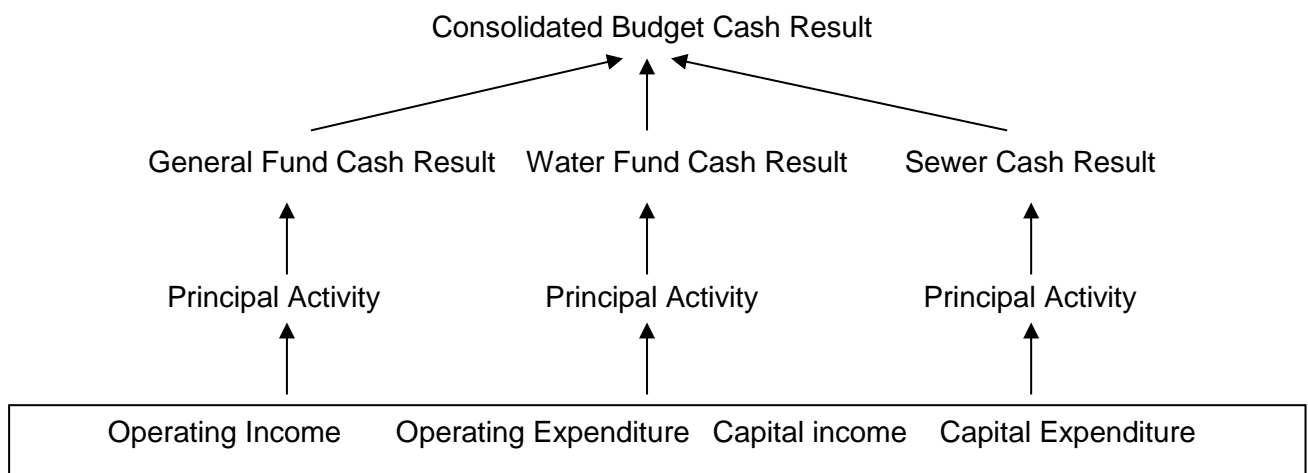 Consolidated Budget Cash Result
General Fund Cash Result Water Fund Cash Result Sewer Cash Result
Principal Activity Principal Activity Principal Activity
Operating Income Operating Expenditure Capital income Capital Expenditure